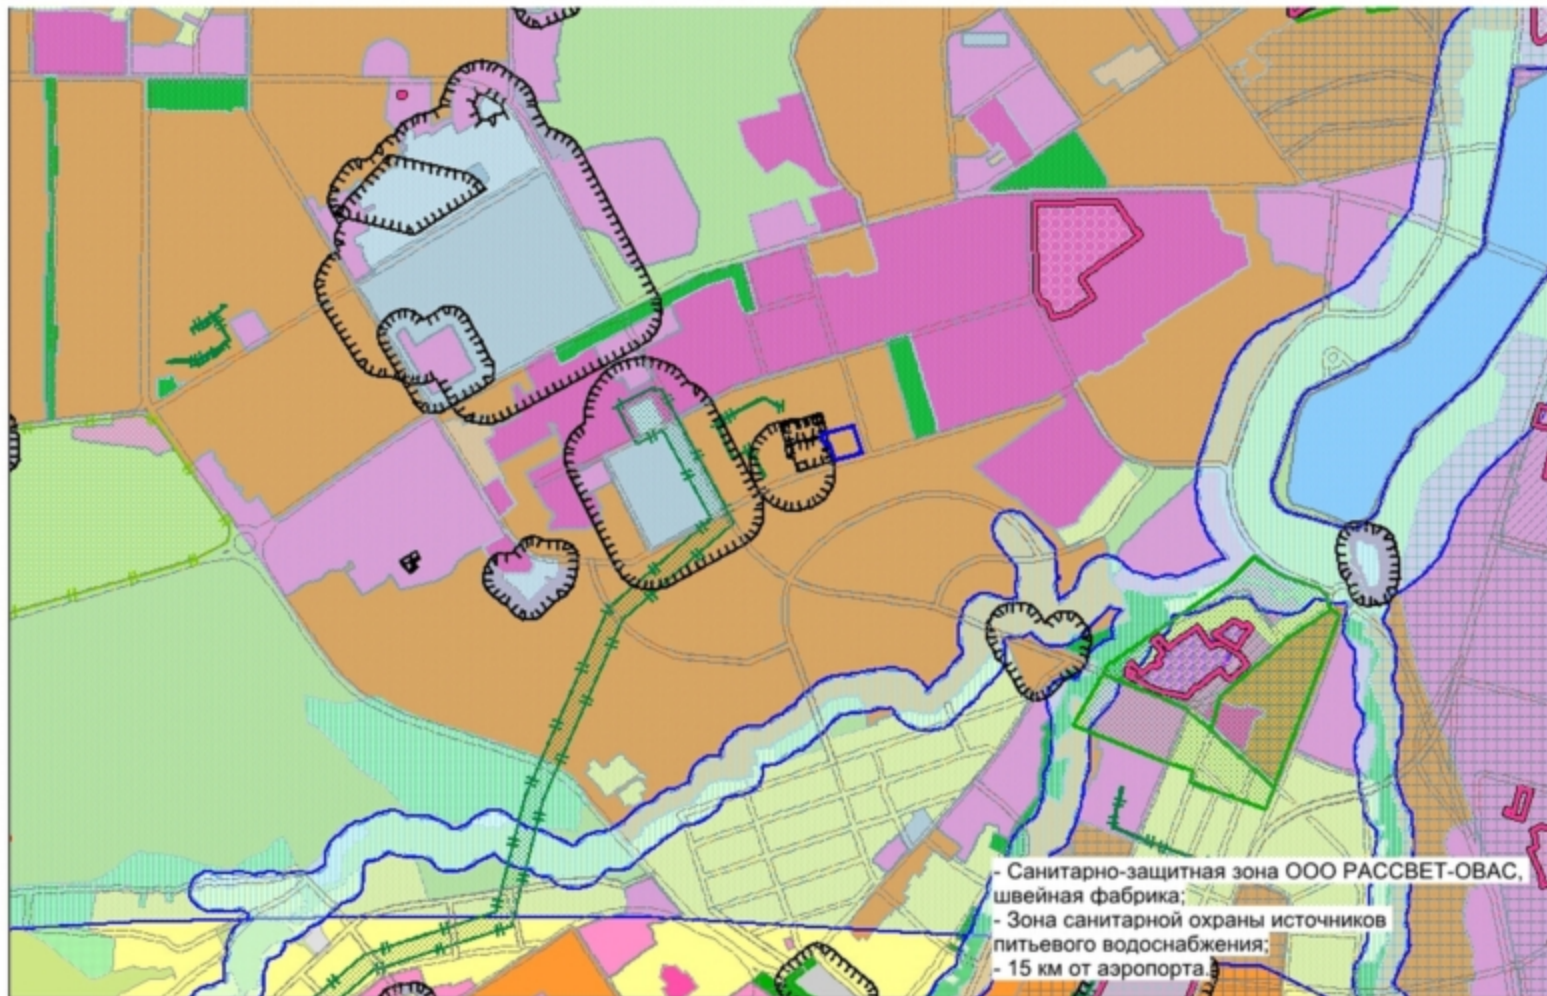 - Санитарно-защитная зона ООО РАССВЕТ-ОВАС,
швейная фабрика;
- Зона санитарной охраны источников
питьевого водоснабжения;
- 15 км от аэропорта.